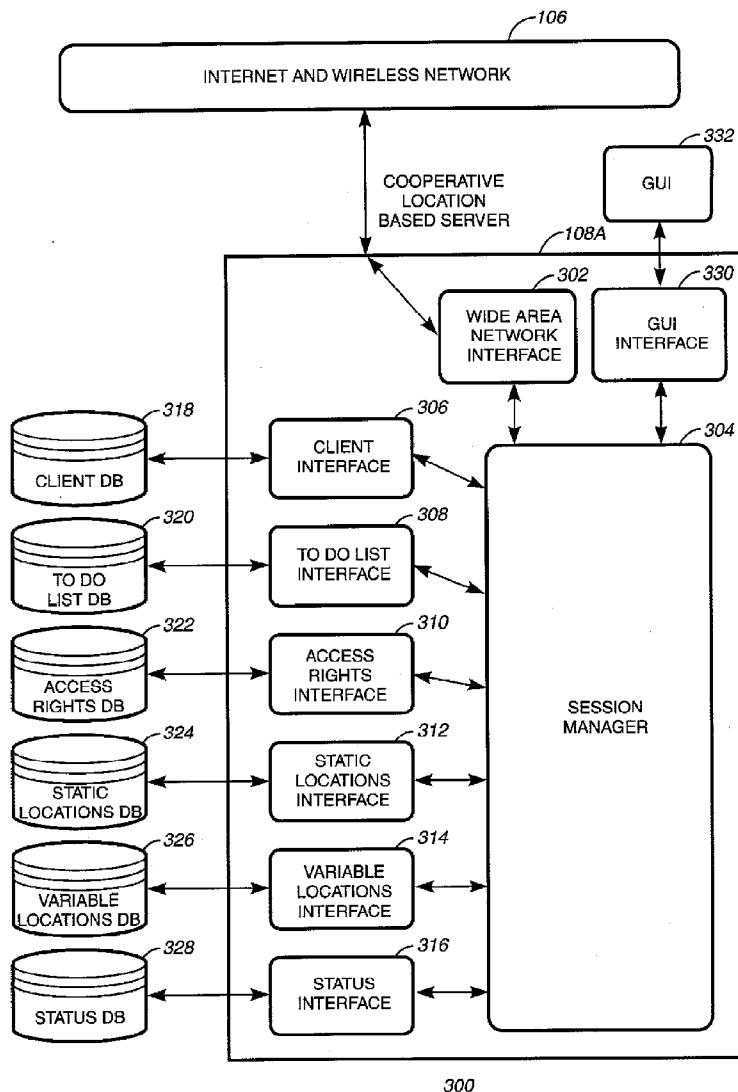 106
INTERNET AND WIRELESS NETWORK
332
GUI
COOPERATIVE
LOCATION
BASED SERVER
108A
302
WIDE AREA
NETWORK
INTERFACE
330
GUI
INTERFACE
318
CLIENT DB
306
CLIENT
INTERFACE
304
SESSION
MANAGER
320
TO DO
LIST DB
308
TO DO LIST
INTERFACE
322
ACCESS
RIGHTS DB
310
ACCESS
RIGHTS
INTERFACE
324
STATIC
LOCATIONS DB
312
STATIC
LOCATIONS
INTERFACE
326
VARIABLE
LOCATIONS DB
314
VARIABLE
LOCATIONS
INTERFACE
328
STATUS DB
316
STATUS
INTERFACE
300